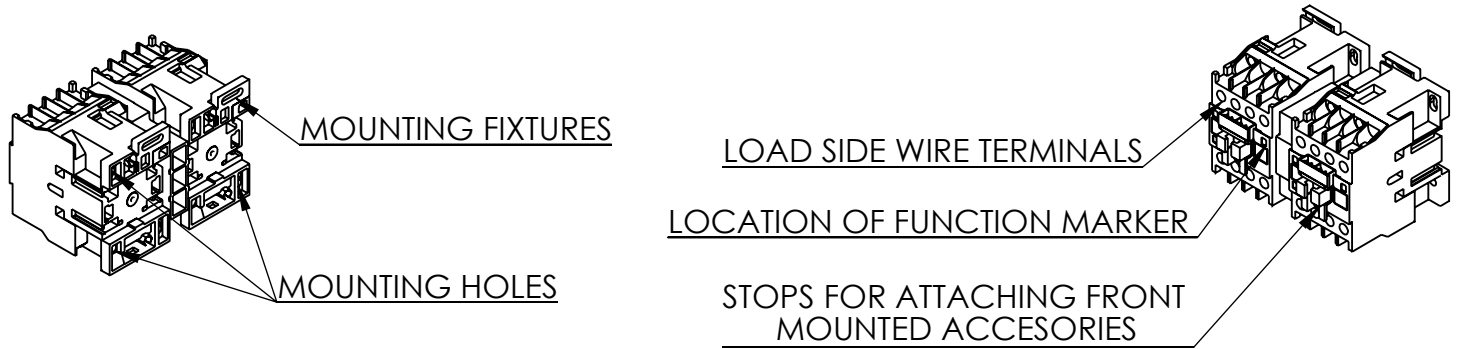 MOUNTING FIXTURES
MOUNTING HOLES
LOAD SIDE WIRE TERMINALS
LOCATION OF FUNCTION MARKER
STOPS FOR ATTACHING FRONT
MOUNTED ACCESORIES